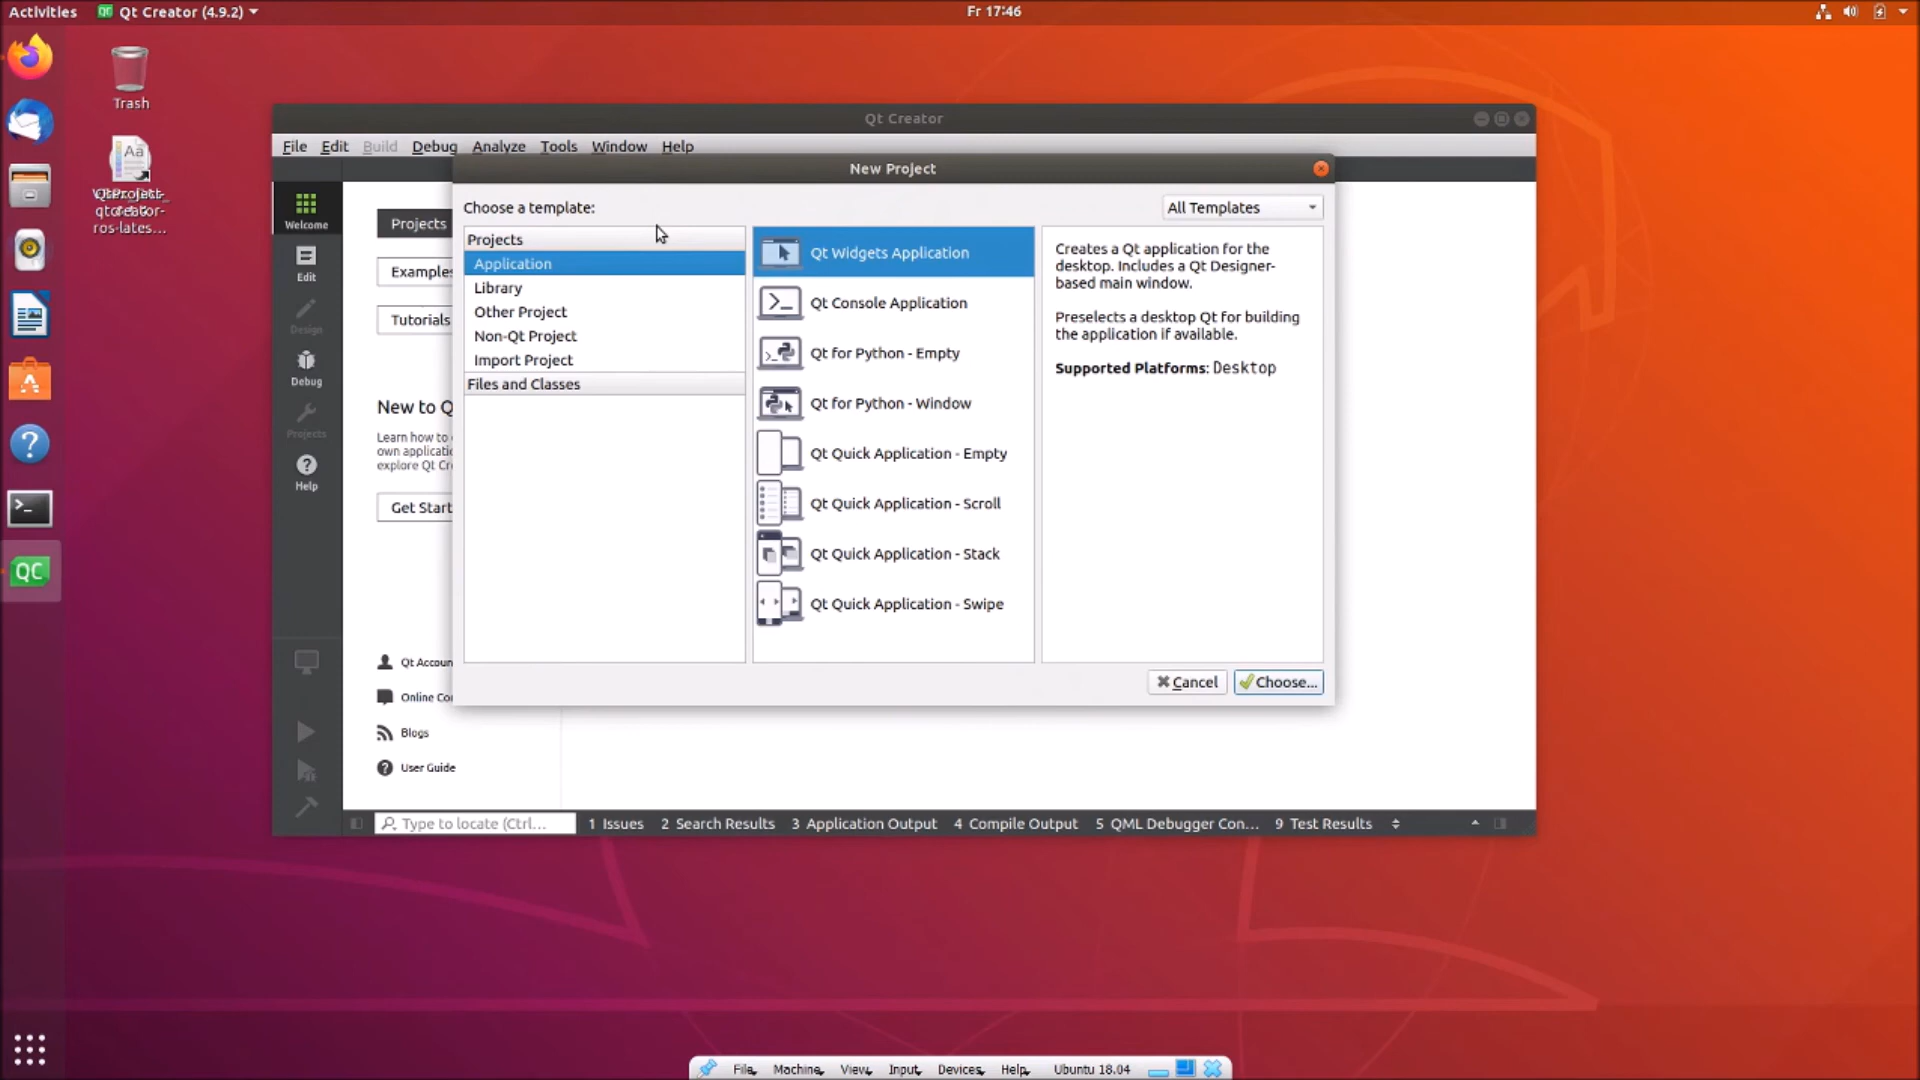 Activities
Qt Creator (4.9.2)
Fr 17:46
Trash
qtcreator-
ros-lates...
Qt Creator
File Edit Build Debug Analyze Tools Window Help
New Project
Choose a template:
All Templates
Projects
Application
Library
Other Project
Non-Qt Project
Import Project
Files and Classes
Qt Widgets Application
Qt Console Application
Qt for Python - Empty
Qt for Python - Window
Qt Quick Application - Empty
Qt Quick Application - Scroll
Qt Quick Application - Stack
Qt Quick Application - Swipe
Creates a Qt application for the
desktop. Includes a Qt Designer-
based main window.
Preselects a desktop Qt for building
the application if available.
Supported Platforms: Desktop
Cancel
Choose...
Welcome
Edit
Design
Debug
Projects
Help
Projects
Examples
Tutorials
New to Q
Learn how to
own applicatio
explore Qt Cr
Get Start
Qt Accoun
Online Co
Blogs
User Guide
Type to locate (Ctrl...
1 Issues
2 Search Results
3 Application Output
4 Compile Output
5 QML Debugger Con...
9 Test Results
QC
File Machine View Input Devices Help Ubuntu 18.04